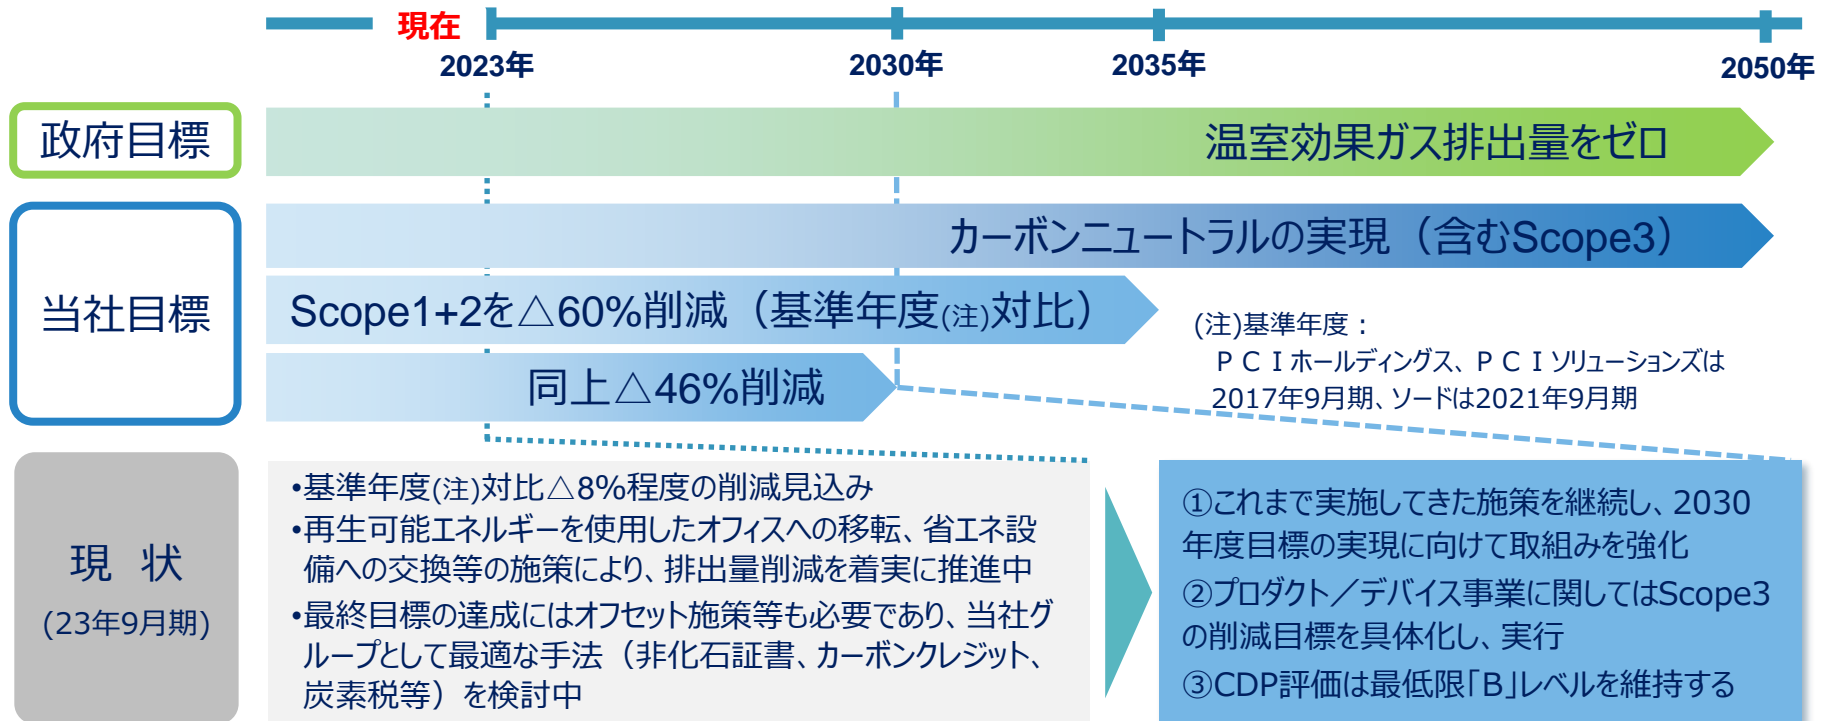 現在
2023年
2030年
2035年
2050年
政府目標
温室効果ガス排出量をゼロ
当社目標
カーボンニュートラルの実現（含むScope3）
Scope1+2を△60%削減（基準年度(注)対比）
同上△46%削減
(注)基準年度：
ＰＣＩホールディングス、ＰＣＩソリューションズは
2017年9月期、ソードは2021年9月期
現 状
(23年9月期)
•基準年度(注)対比△8%程度の削減見込み
•再生可能エネルギーを使用したオフィスへの移転、省エネ設
備への交換等の施策により、排出量削減を着実に推進中
•最終目標の達成にはオフセット施策等も必要であり、当社グ
ループとして最適な手法（非化石証書、カーボンクレジット、
炭素税等）を検討中
①これまで実施してきた施策を継続し、2030
年度目標の実現に向けて取組みを強化
②プロダクト／デバイス事業に関してはScope3
の削減目標を具体化し、実行
③CDP評価は最低限「B」レベルを維持する